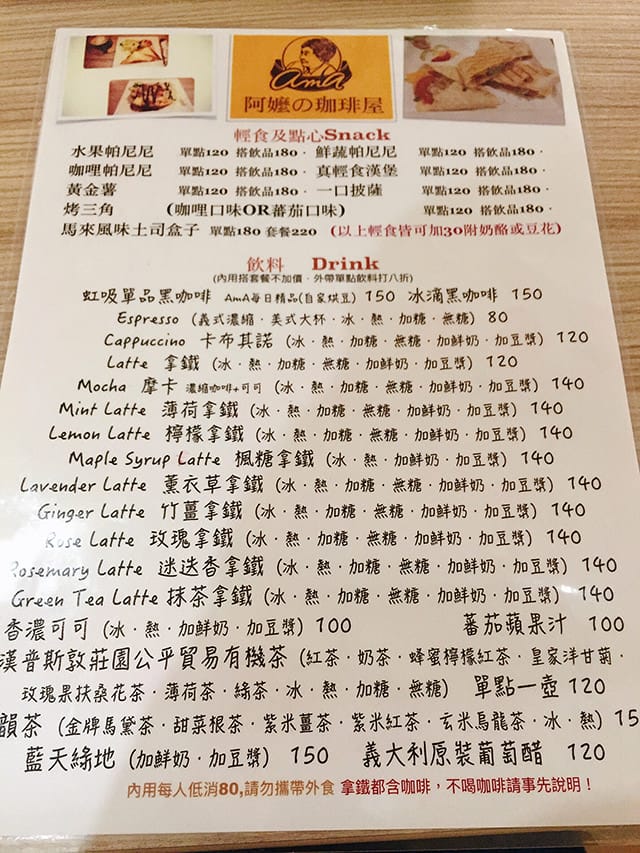 AmA
阿嬤の珈琲屋
輕食及點心Snack
水果帕尼尼 單點120 搭飲品180· 鮮蔬帕尼尼 單點120 搭飲品180·
咖哩帕尼尼 單點120 搭飲品180· 真輕食漢堡 單點120 搭飲品180·
黃金薯 單點120 搭飲品180· 一口披薩 單點120 搭飲品180·
烤三角 (咖哩口味OR蕃茄口味) 單點120 搭飲品180·
馬來風味土司盒子 單點180 套餐220 (以上輕食皆可加30附奶酪或豆花)
飲料 Drink
(內用搭套餐不加價·外帶單點飲料打八折)
虹吸單品黑咖啡 AmA每日精品(自家烘豆) 150 冰滴黑咖啡 150
Espresso (義式濃縮·美式大杯·冰·熱·加糖·無糖) 80
Cappuccino 卡布其諾 (冰·熱·加糖·無糖·加鮮奶·加豆漿) 120
Latte 拿鐵 (冰·熱·加糖·無糖·加鮮奶·加豆漿) 120
Mocha 摩卡 濃縮咖啡+可可 (冰·熱·加糖·無糖·加鮮奶·加豆漿) 140
Mint Latte 薄荷拿鐵 (冰·熱·加糖·無糖·加鮮奶·加豆漿) 140
Lemon Latte 檸檬拿鐵 (冰·熱·加糖·無糖·加鮮奶·加豆漿) 140
Maple Syrup Latte 楓糖拿鐵 (冰·熱·加鮮奶·加豆漿) 140
Lavender Latte 薰衣草拿鐵 (冰·熱·加糖·無糖·加鮮奶·加豆漿) 140
Ginger Latte 竹薑拿鐵 (冰·熱·加糖·無糖·加鮮奶·加豆漿) 140
Rose Latte 玫瑰拿鐵 (冰·熱·加糖·無糖·加鮮奶·加豆漿) 140
Rosemary Latte 迷迭香拿鐵 (冰·熱·加糖·無糖·加鮮奶·加豆漿) 140
Green Tea Latte 抹茶拿鐵 (冰·熱·加糖·無糖·加鮮奶·加豆漿) 140
香濃可可 (冰·熱·加鮮奶·加豆漿) 100 蕃茄蘋果汁 100
漢普斯敦莊園公平貿易有機茶 (紅茶·奶茶·蜂蜜檸檬紅茶·皇家洋甘菊·
玫瑰果扶桑花茶·薄荷茶·綠茶·冰·熱·加糖·無糖) 單點一壺 120
韻茶 (金牌馬黛茶·甜菜根茶·紫米薑茶·紫米紅茶·玄米烏龍茶·冰·熱) 15
藍天綠地 (加鮮奶·加豆漿) 150 義大利原裝葡萄醋 120
內用每人低消80,請勿攜帶外食 拿鐵都含咖啡，不喝咖啡請事先說明！